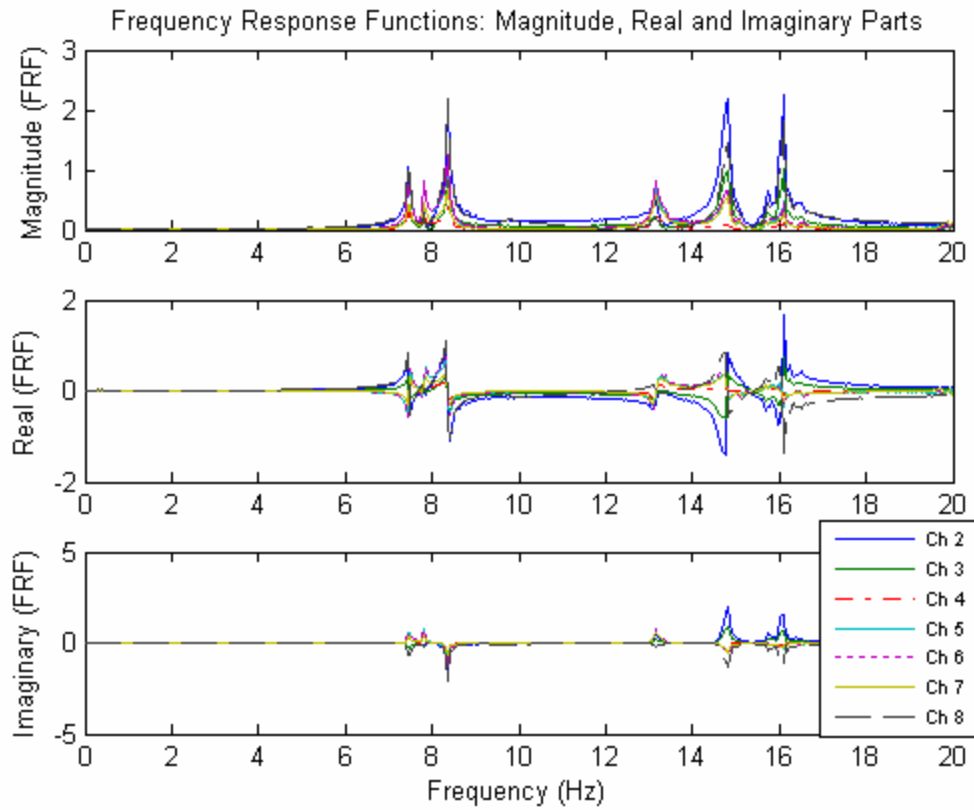 Frequency Response Functions: Magnitude, Real and Imaginary Parts
Magnitude (FRF)
3
2
1
0
0 2 4 6 8 10 12 14 16 18 20
Real (FRF)
2
0
-2
0 2 4 6 8 10 12 14 16 18 20
Imaginary (FRF)
5
0
-5
0 2 4 6 8 10 12 14 16 18 20
Frequency (Hz)
Ch 2
Ch 3
Ch 4
Ch 5
Ch 6
Ch 7
Ch 8